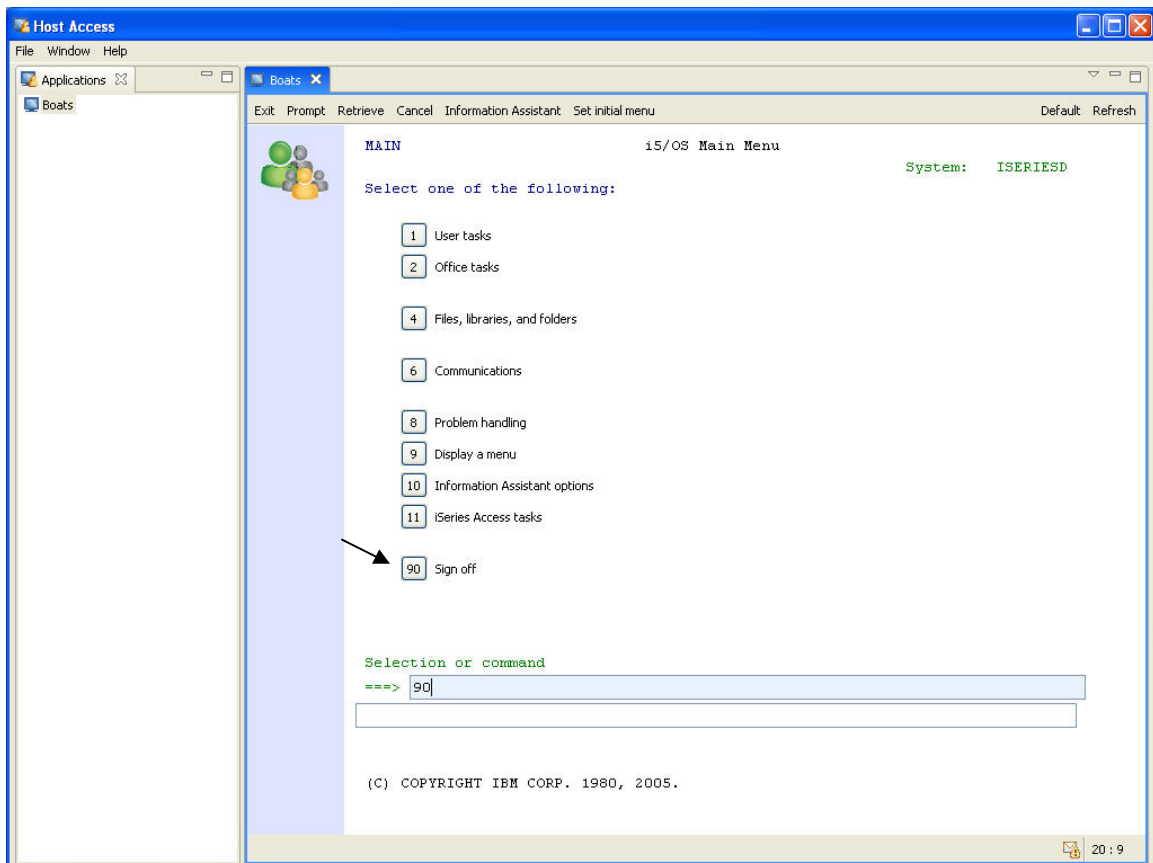 Host Access
File Window Help
Applications
Boats
Boats
Exit Prompt Retrieve Cancel Information Assistant Set initial menu Default Refresh
MAIN i5/OS Main Menu
System: ISERIESD
Select one of the following:
1 User tasks
2 Office tasks
4 Files, libraries, and folders
6 Communications
8 Problem handling
9 Display a menu
10 Information Assistant options
11 iSeries Access tasks
90 Sign off
Selection or command
===> 90
(C) COPYRIGHT IBM CORP. 1980, 2005.
20 : 9